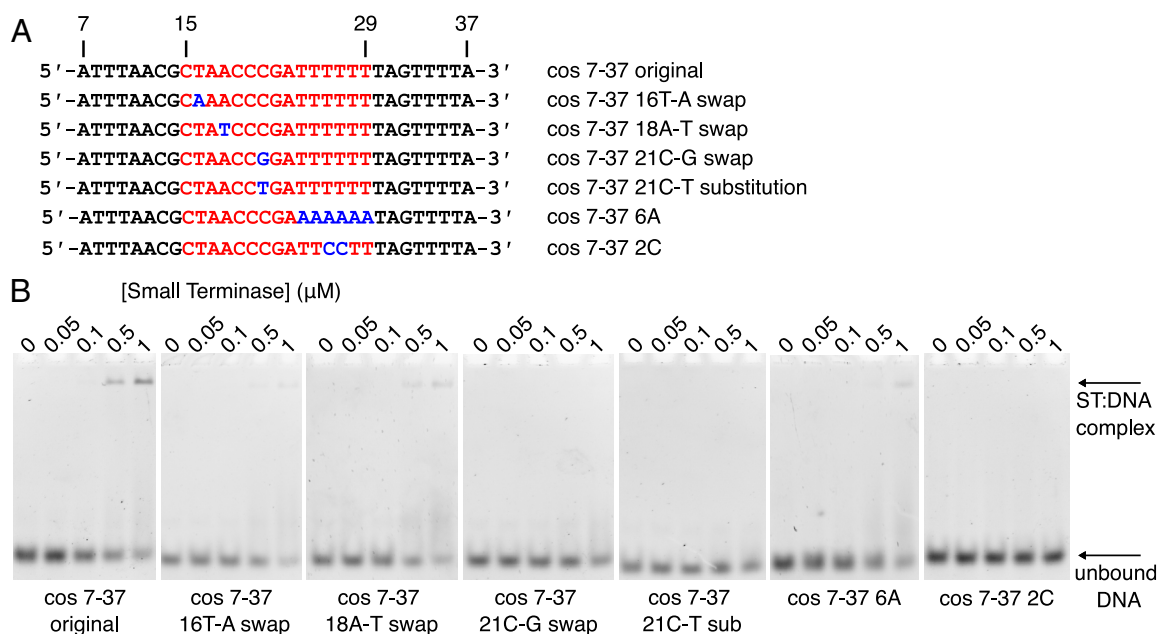 A
7 15 29 37
5′-ATTTAACGCTAACCCGATTTTTTTAGTTTTA-3′ cos 7-37 original
5′-ATTTAACGCAAACCCGATTTTTTTAGTTTTA-3′ cos 7-37 16T-A swap
5′-ATTTAACGCTATCCCGATTTTTTTAGTTTTA-3′ cos 7-37 18A-T swap
5′-ATTTAACGCTAACCGGATTTTTTTAGTTTTA-3′ cos 7-37 21C-G swap
5′-ATTTAACGCTAACCTGATTTTTTTAGTTTTA-3′ cos 7-37 21C-T substitution
5′-ATTTAACGCTAACCCGAAAAAAATAGTTTTA-3′ cos 7-37 6A
5′-ATTTAACGCTAACCCGATTCCTTTAGTTTTA-3′ cos 7-37 2C
B
[Small Terminase] (μM)
0 0.05 0.1 0.5 1 0 0.05 0.1 0.5 1 0 0.05 0.1 0.5 1 0 0.05 0.1 0.5 1 0 0.05 0.1 0.5 1 0 0.05 0.1 0.5 1 0 0.05 0.1 0.5 1
ST:DNA
complex
unbound
DNA
cos 7-37
original
cos 7-37
16T-A swap
cos 7-37
18A-T swap
cos 7-37
21C-G swap
cos 7-37
21C-T sub
cos 7-37 6A
cos 7-37 2C